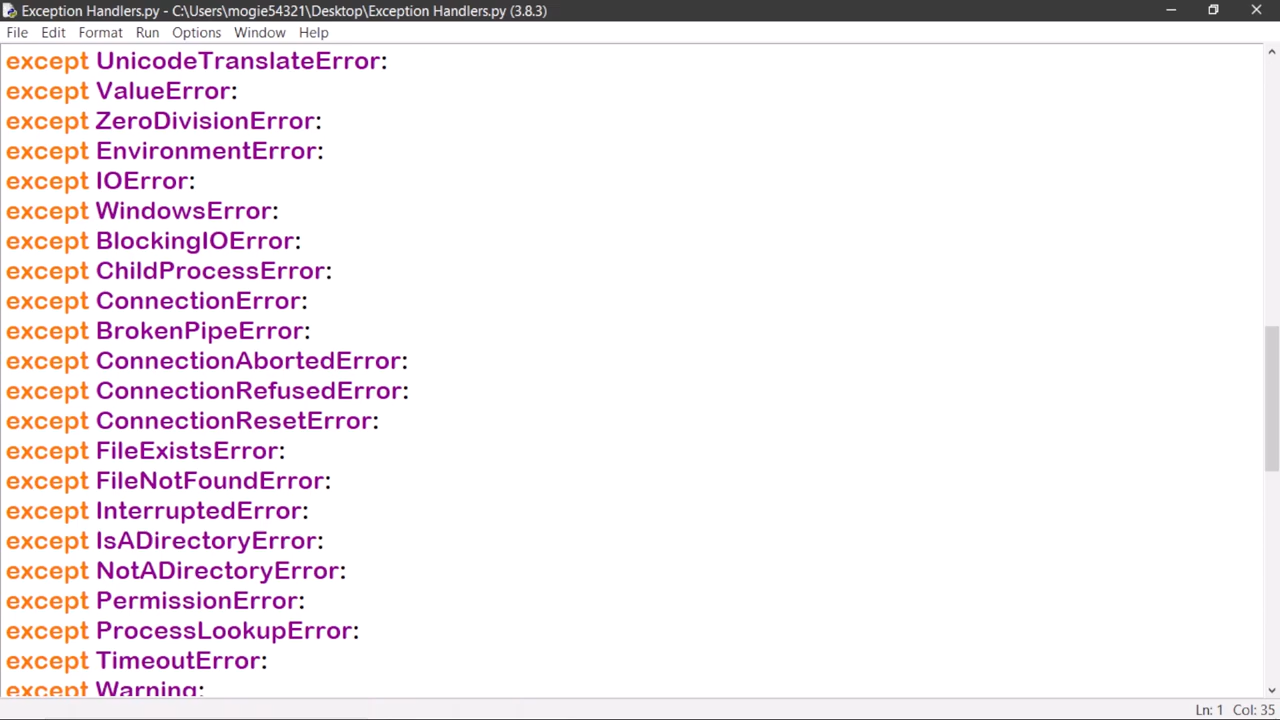 Exception Handlers.py - C:\Users\mogie54321\Desktop\Exception Handlers.py (3.8.3)
File Edit Format Run Options Window Help
except UnicodeTranslateError:
except ValueError:
except ZeroDivisionError:
except EnvironmentError:
except IOError:
except WindowsError:
except BlockingIOError:
except ChildProcessError:
except ConnectionError:
except BrokenPipeError:
except ConnectionAbortedError:
except ConnectionRefusedError:
except ConnectionResetError:
except FileExistsError:
except FileNotFoundError:
except InterruptedError:
except IsADirectoryError:
except NotADirectoryError:
except PermissionError:
except ProcessLookupError:
except TimeoutError:
except Warning:
Ln: 1 Col: 35